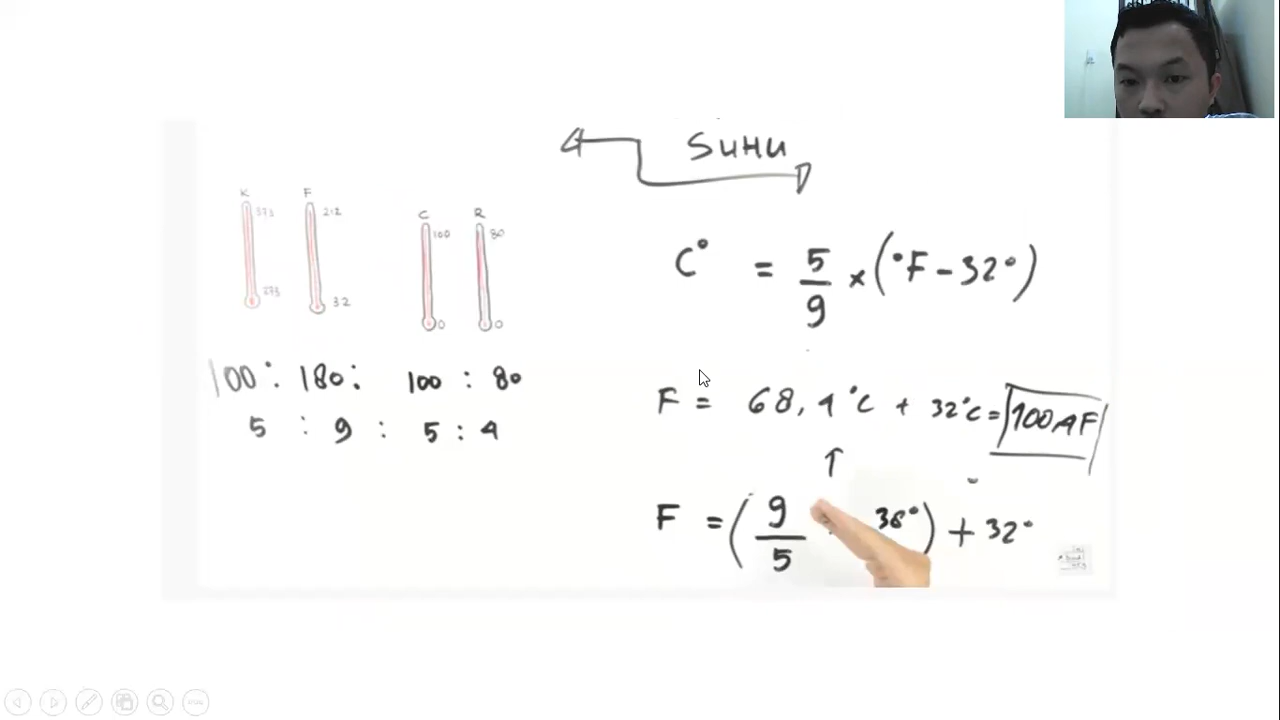 SUHU
K F
373 212
C R
100 80
C° = 5/9 × (°F - 32°)
273 32
0 0
100 : 180 : 100 : 80
F = 68,4°C + 32°C = 100,4F
5 : 9 : 5 : 4
↑
F = (9/5 38°) + 32°